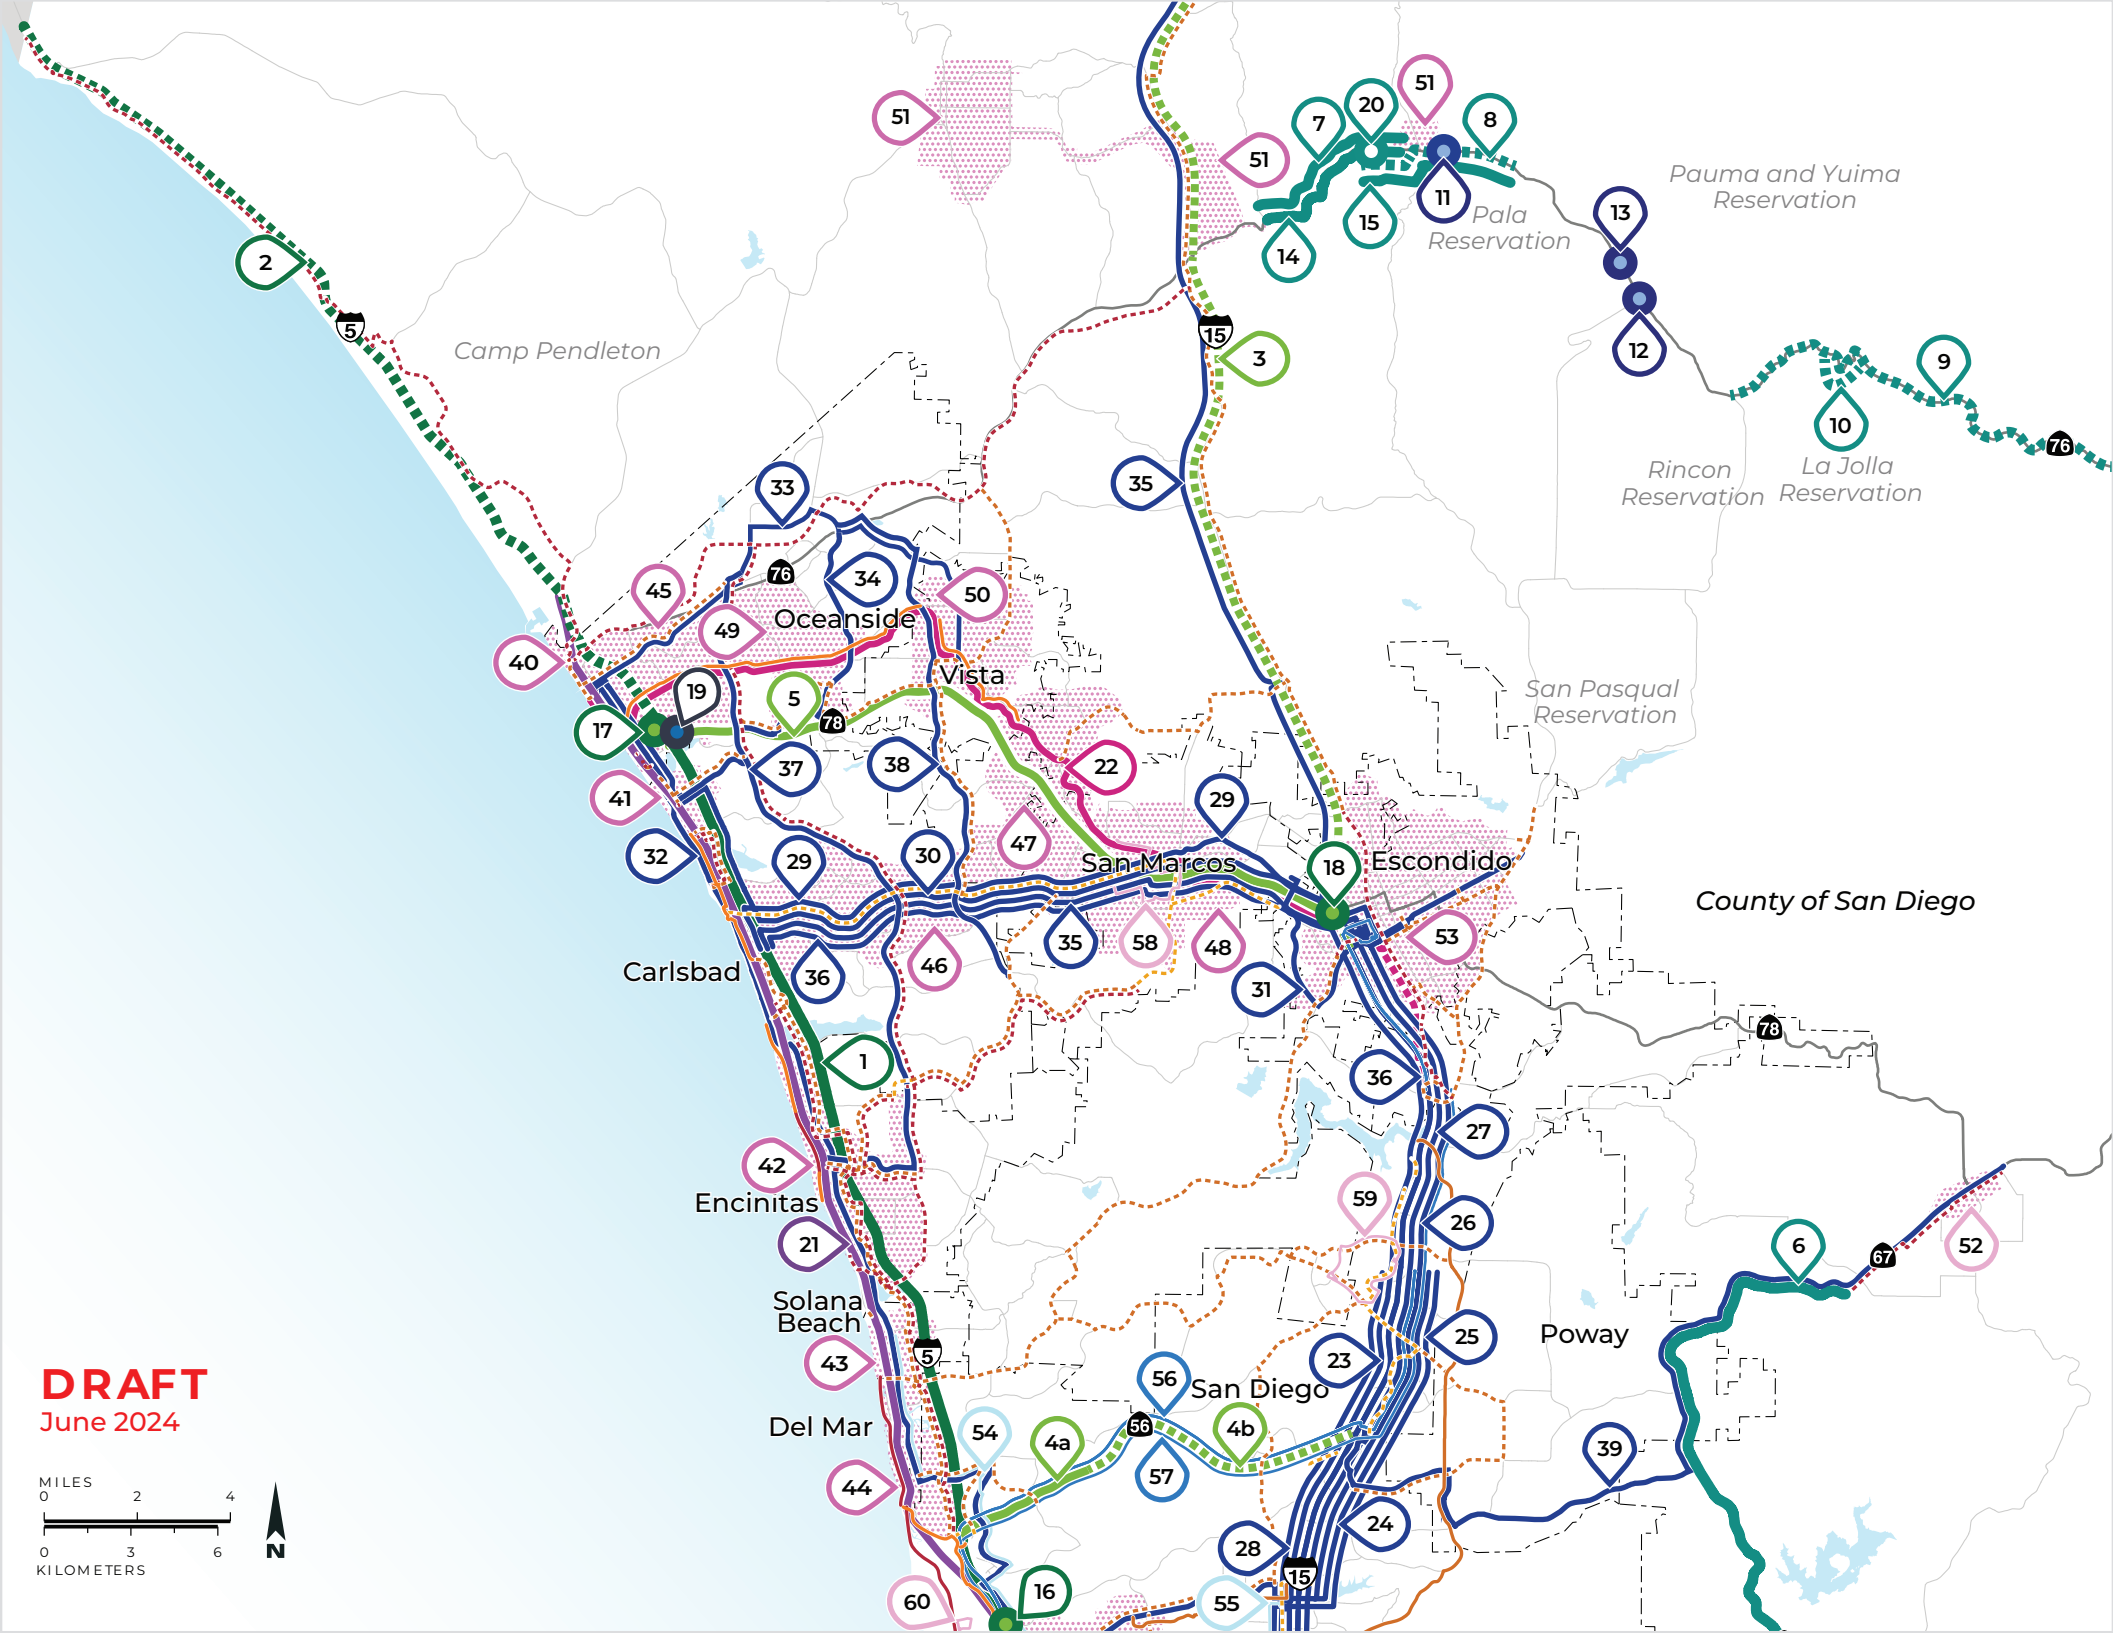 51
20
51
7
8
51
11
15
14
Pala
Reservation
13
12
Pauma and Yuima
Reservation
2
5
Camp Pendleton
15
3
9
10
76
La Jolla
Reservation
Rincon
Reservation
35
33
76
34
50
45
49
Oceanside
40
Vista
San Pasqual
Reservation
19
5
78
17
37
38
22
41
29
32
29
30
47
San Marcos
18
Escondido
County of San Diego
53
35
58
48
46
36
Carlsbad
31
78
1
36
27
42
Encinitas
59
26
21
6
67
52
Solana
Beach
5
43
23
25
Poway
DRAFT
June 2024
56
San Diego
Del Mar
54
4a
56
4b
57
39
44
MILES
0 2 4
0 3 6
KILOMETERS
N
24
28
15
16
60
55